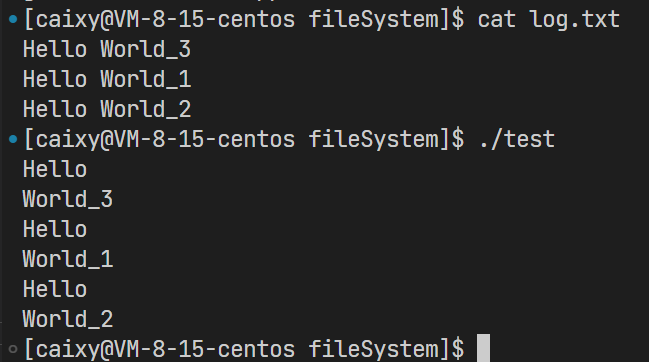 [caixy@VM-8-15-centos fileSystem]$ cat log.txt
Hello World_3
Hello World_1
Hello World_2
[caixy@VM-8-15-centos fileSystem]$ ./test
Hello
World_3
Hello
World_1
Hello
World_2
[caixy@VM-8-15-centos fileSystem]$